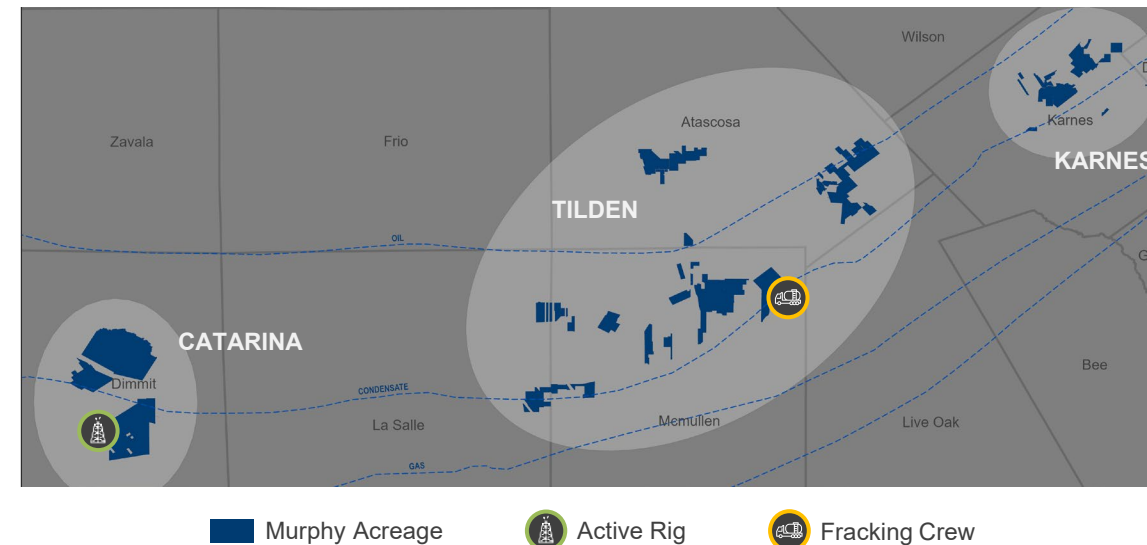 Wilson
Zavala
Frio
Atascosa
Karnes
KARNES
TILDEN
OIL
CATARINA
Dimmit
CONDENSATE
La Salle
Mcmullen
Live Oak
Bee
GAS
Murphy Acreage
Active Rig
Fracking Crew